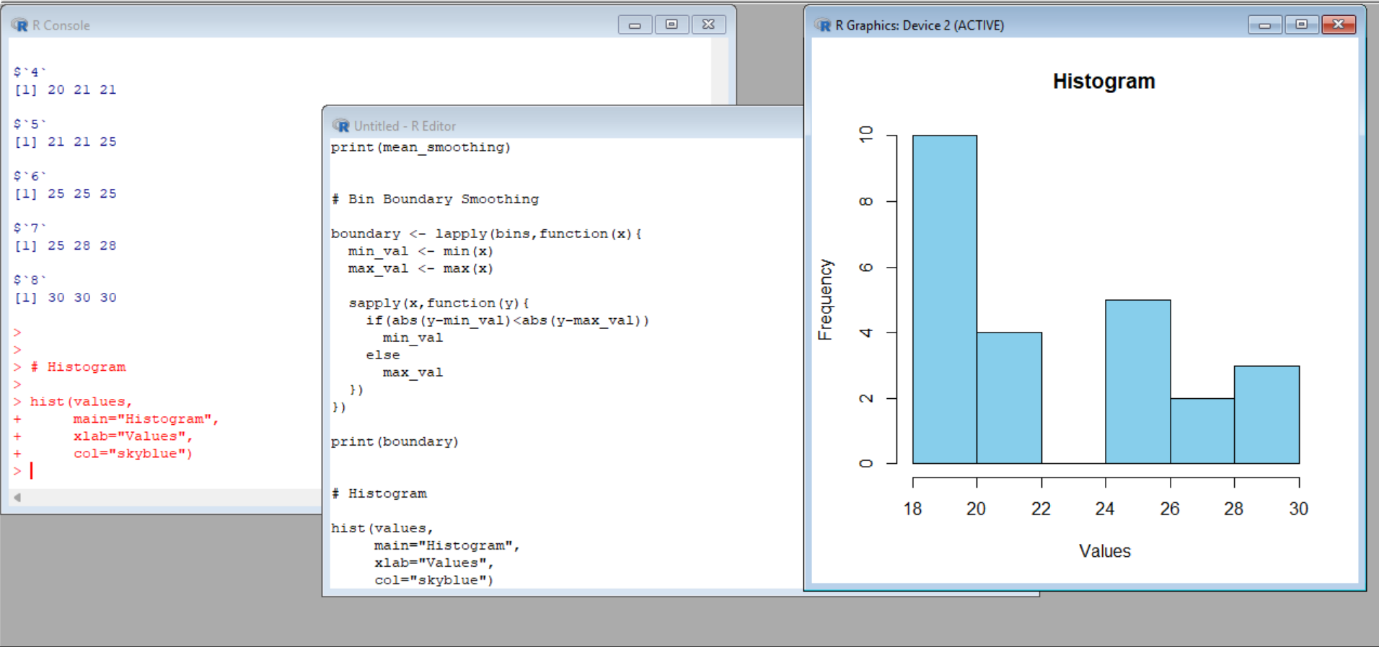 R Console
$`4`
[1] 20 21 21
$`5`
[1] 21 21 25
$`6`
[1] 25 25 25
$`7`
[1] 25 28 28
$`8`
[1] 30 30 30
>
>
> # Histogram
>
> hist(values,
+      main="Histogram",
+      xlab="Values",
+      col="skyblue")
>
Untitled - R Editor
print(mean_smoothing)
# Bin Boundary Smoothing
boundary <- lapply(bins,function(x){
  min_val <- min(x)
  max_val <- max(x)
  sapply(x,function(y){
    if(abs(y-min_val)<abs(y-max_val))
      min_val
    else
      max_val
  })
})
print(boundary)
# Histogram
hist(values,
     main="Histogram",
     xlab="Values",
     col="skyblue")
R Graphics: Device 2 (ACTIVE)
Histogram
10
8
6
4
2
0
Frequency
18 20 22 24 26 28 30
Values